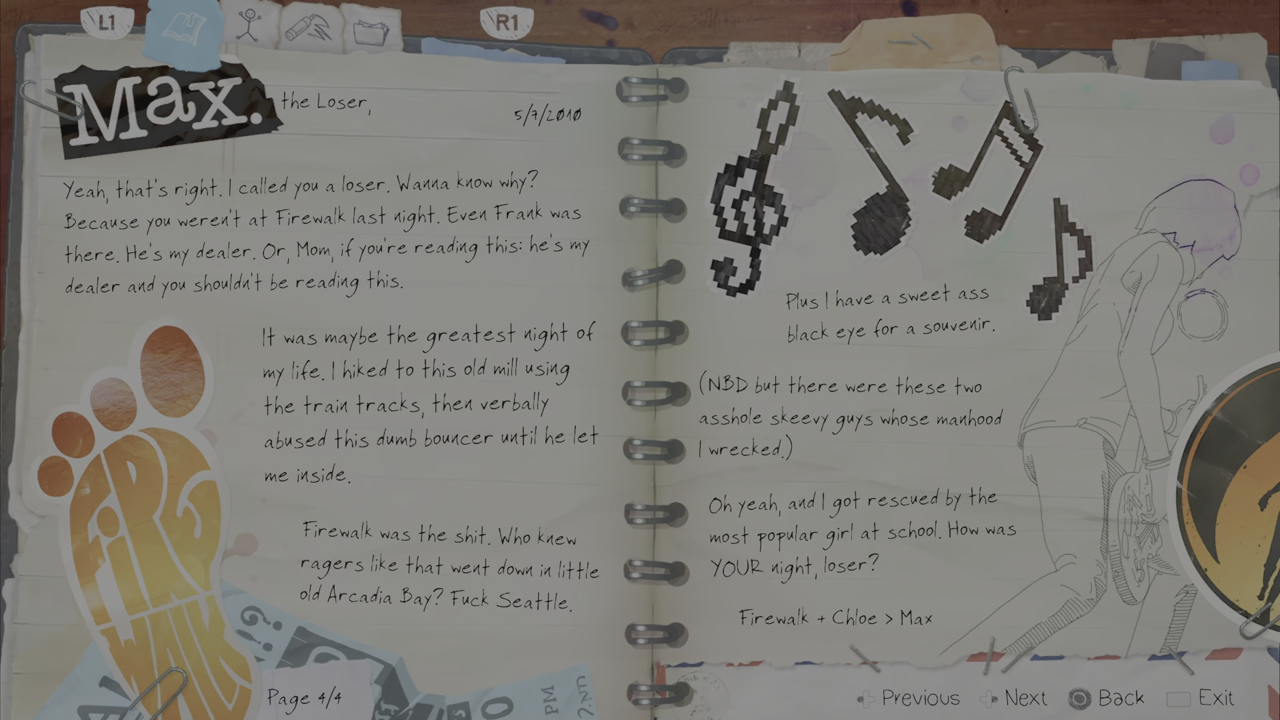 L1
R1
Max.
the Loser,
5/7/2010
Yeah, that's right. I called you a loser. Wanna know why?
Because you weren't at Firewalk last night. Even Frank was
there. He's my dealer. Or, Mom, if you're reading this: he's my
dealer and you shouldn't be reading this.
It was maybe the greatest night of
my life. I hiked to this old mill using
the train tracks, then verbally
abused this dumb bouncer until he let
me inside.
Firewalk was the shit. Who knew
ragers like that went down in little
old Arcadia Bay? Fuck Seattle.
FIRE
WALK
PM
Page 4/4
Plus I have a sweet ass
black eye for a souvenir.
(NBD but there were these two
asshole skeevy guys whose manhood
I wrecked.)
Oh yeah, and I got rescued by the
most popular girl at school. How was
YOUR night, loser?
Firewalk + Chloe > Max
Previous
Next
Back
Exit